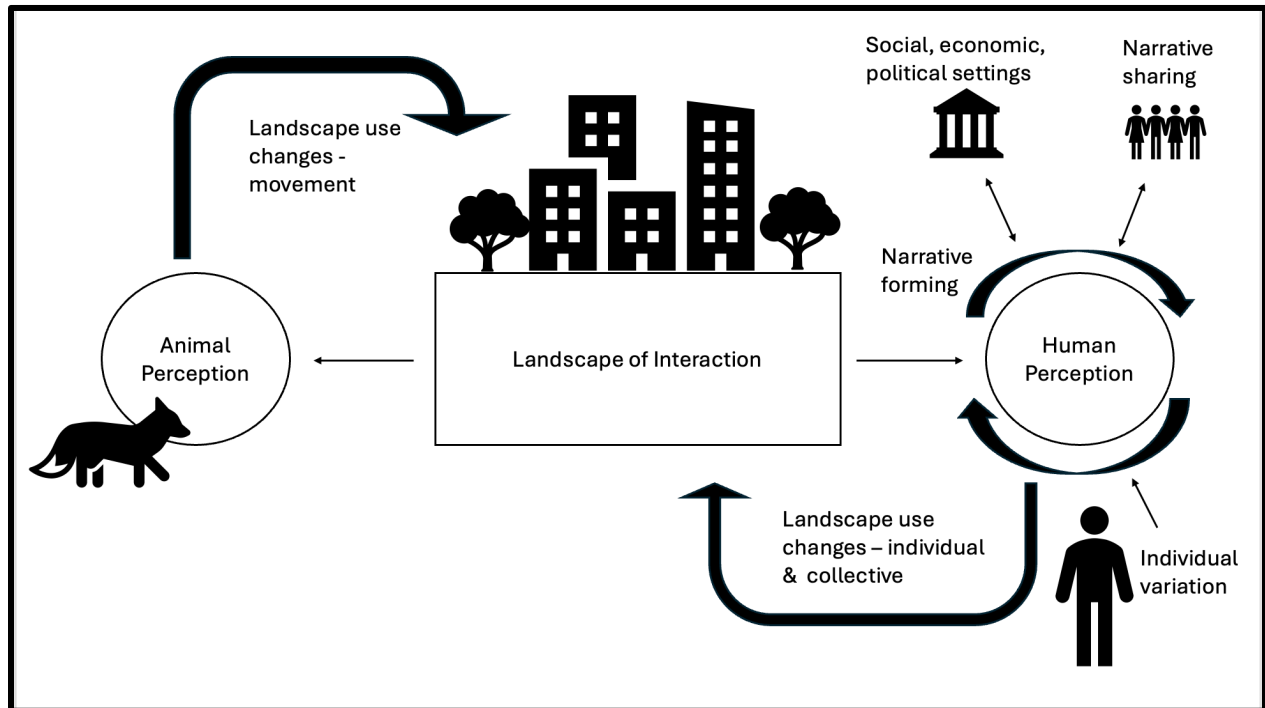 Social, economic,
political settings
Narrative
sharing
Landscape use
changes -
movement
Narrative
forming
Animal
Perception
Landscape of Interaction
Human
Perception
Landscape use
changes – individual
& collective
Individual
variation